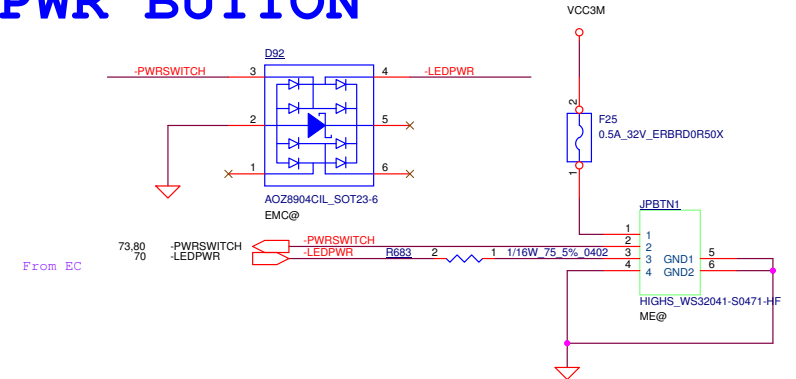 PWR BUTTON
VCC3M
D92
-PWRSWITCH 3 4 -LEDPWR
2 5
1 6
AOZ8904CIL_SOT23-6
EMC@
2
F25
0.5A_32V_ERBRD0R50X
1
JPBTN1
1 1
2 2
3 3 GND1 5
4 4 GND2 6
HIGHS_WS32041-S0471-HF
ME@
73,80 -PWRSWITCH -PWRSWITCH
70 -LEDPWR -LEDPWR R683 2 1 1/16W_75_5%_0402
From EC